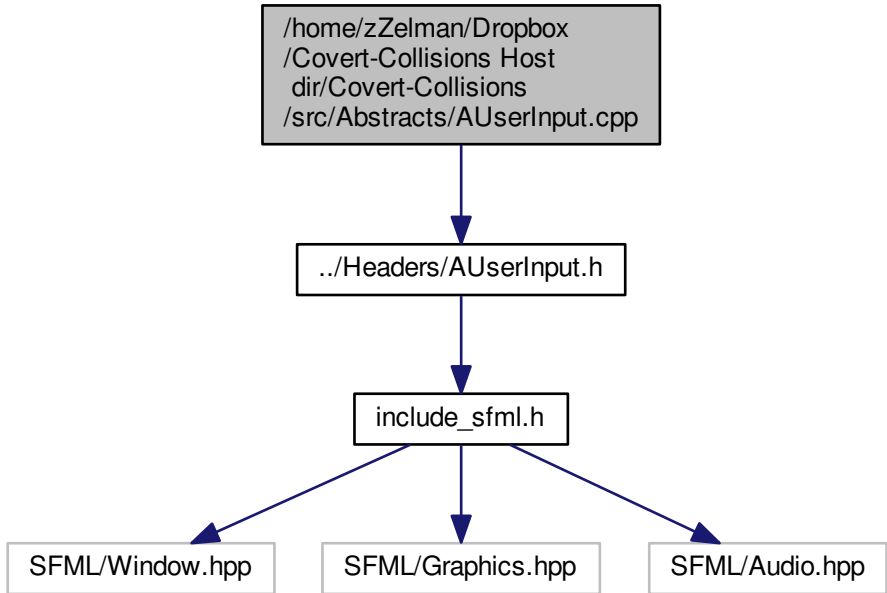 /home/zZelman/Dropbox
/Covert-Collisions Host
dir/Covert-Collisions
/src/Abstracts/AUserInput.cpp
../Headers/AUserInput.h
include_sfml.h
SFML/Window.hpp
SFML/Graphics.hpp
SFML/Audio.hpp